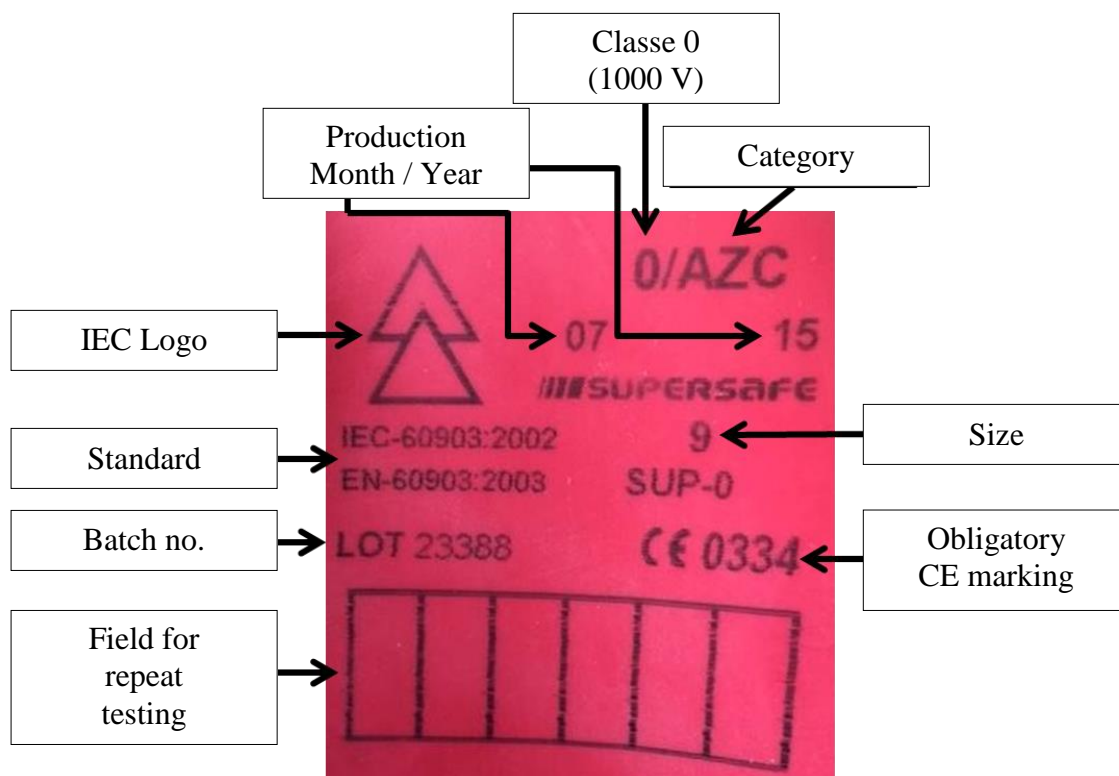 Classe 0
(1000 V)
Production
Month / Year
Category
0/AZC
IEC Logo
07 15
SUPERSAFE
Standard
IEC-60903:2002
9
Size
EN-60903:2003
SUP-0
Batch no.
LOT 23388
CE 0334
Obligatory
CE marking
Field for
repeat
testing